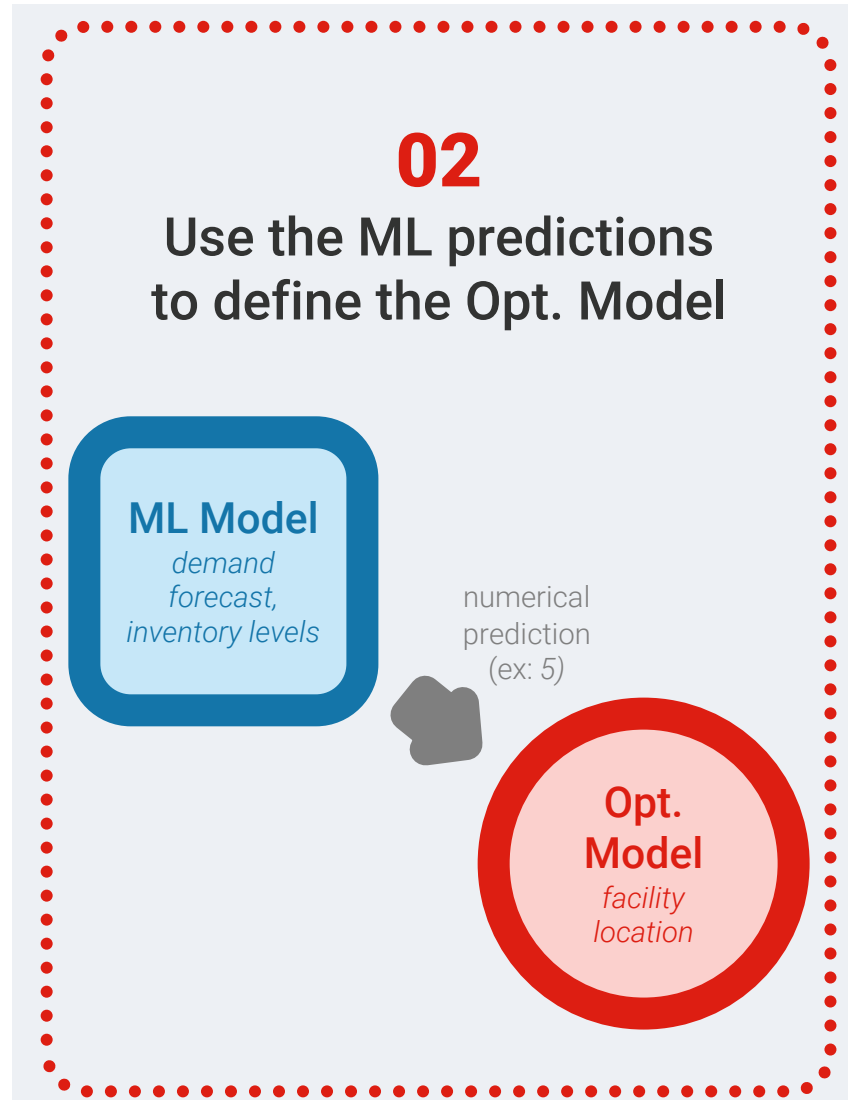 02
Use the ML predictions
to define the Opt. Model
ML Model
demand
forecast,
inventory levels
numerical
prediction
(ex: 5)
Opt.
Model
facility
location